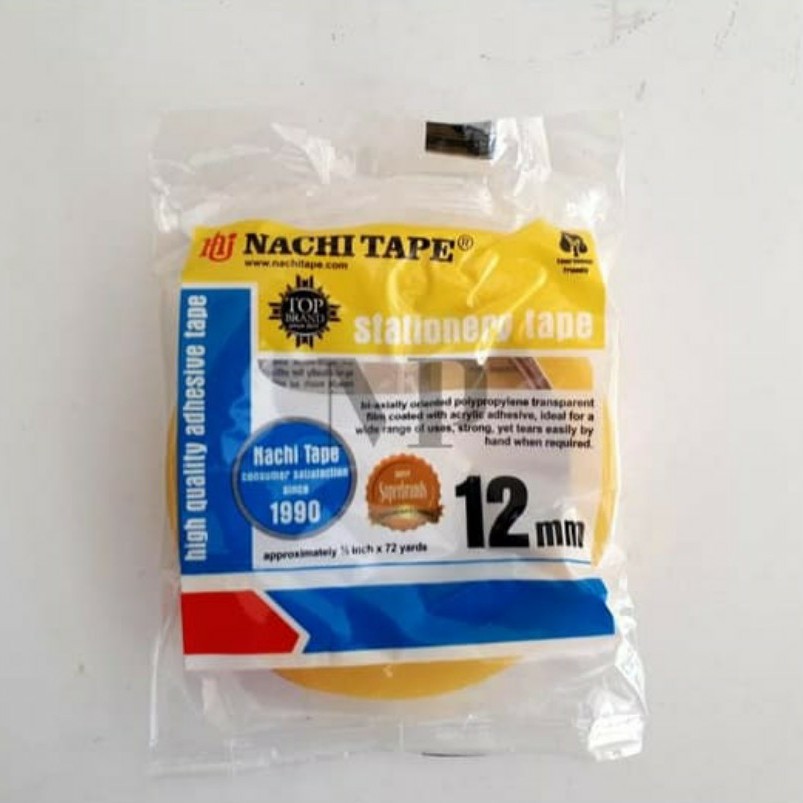 NACHI TAPE®
www.nachitape.com
TOP
BRAND
stationery tape
high quality adhesive tape
bi-axially oriented polypropylene transparent
film coated with acrylic adhesive, ideal for a
wide range of uses, strong, yet tears easily by
hand when required.
Nachi Tape
consumer satisfaction
since
1990
Superbrands
12 mm
approximately ½ inch x 72 yards